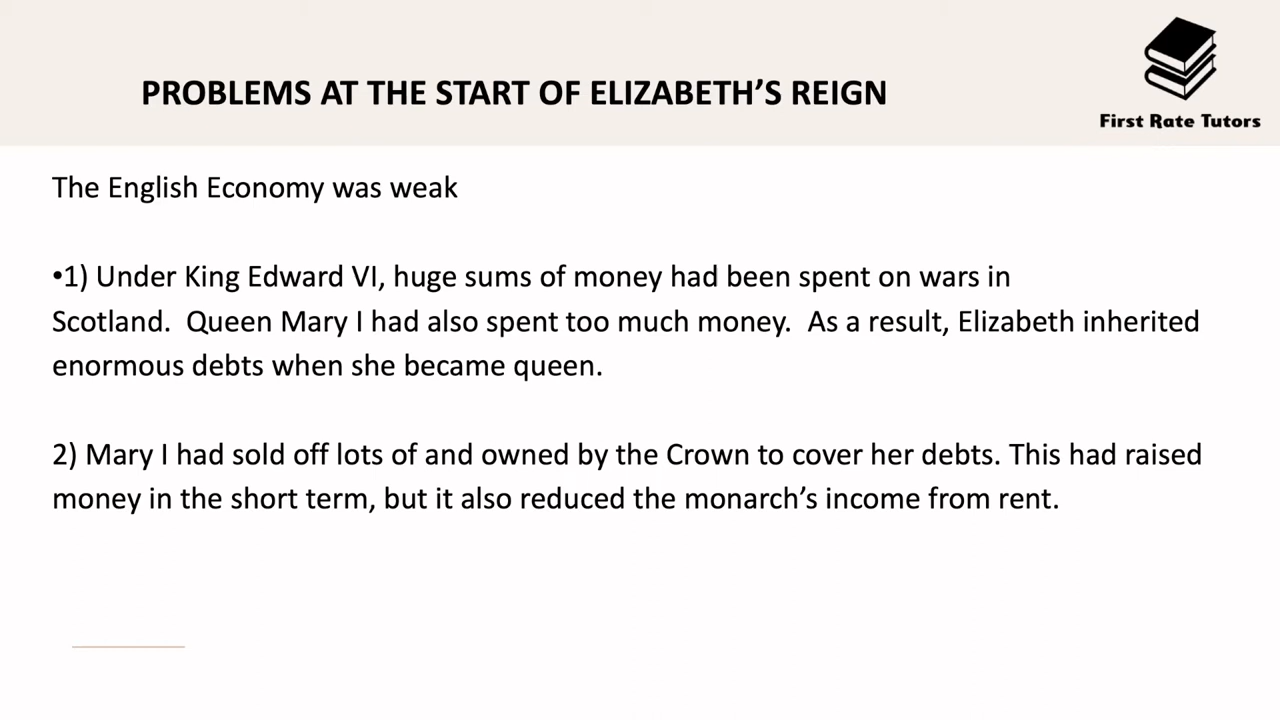 PROBLEMS AT THE START OF ELIZABETH’S REIGN
First Rate Tutors
The English Economy was weak
•1) Under King Edward VI, huge sums of money had been spent on wars in
Scotland.  Queen Mary I had also spent too much money.  As a result, Elizabeth inherited
enormous debts when she became queen.
2) Mary I had sold off lots of and owned by the Crown to cover her debts. This had raised
money in the short term, but it also reduced the monarch’s income from rent.